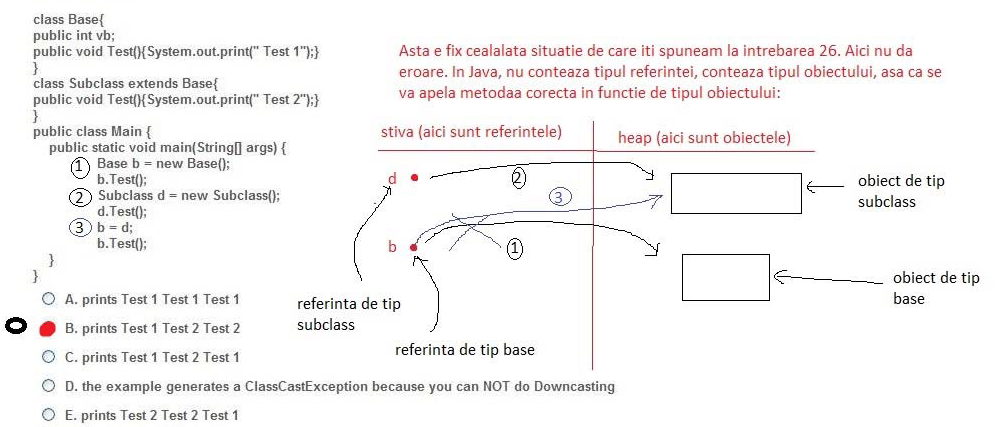 class Base{
public int vb;
public void Test(){System.out.print(" Test 1");}
}
class Subclass extends Base{
public void Test(){System.out.print(" Test 2");}
}
public class Main {
public static void main(String[] args) {
1 Base b = new Base();
b.Test();
2 Subclass d = new Subclass();
d.Test();
3 b = d;
b.Test();
}
}
A. prints Test 1 Test 1 Test 1
B. prints Test 1 Test 2 Test 2
C. prints Test 1 Test 2 Test 1
D. the example generates a ClassCastException because you can NOT do Downcasting
E. prints Test 2 Test 2 Test 1
Asta e fix cealalata situatie de care iti spuneam la intrebarea 26. Aici nu da
eroare. In Java, nu conteaza tipul referintei, conteaza tipul obiectului, asa ca se
va apela metodaa corecta in functie de tipul obiectului:
stiva (aici sunt referintele)
heap (aici sunt obiectele)
d
2
3
b
1
obiect de tip
subclass
obiect de tip
base
referinta de tip
subclass
referinta de tip base